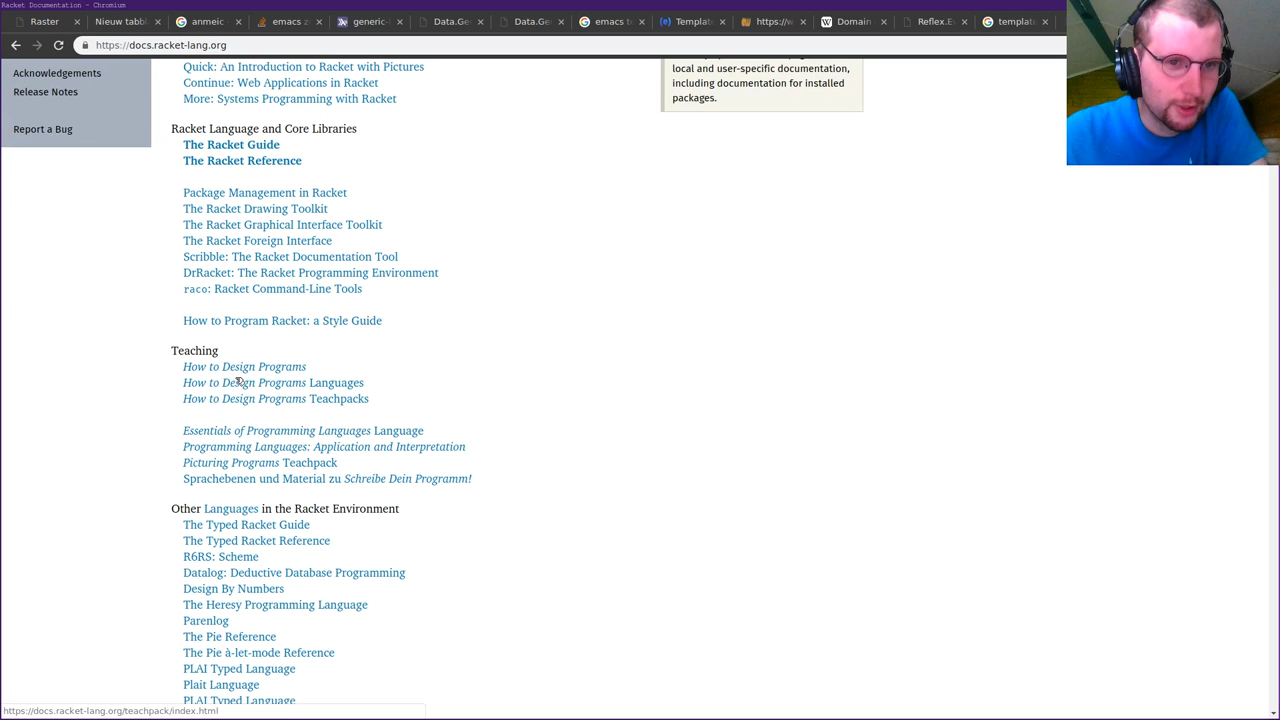 Racket Documentation - Chromium
Raster
Nieuw tabbl
anmeic
emacs z
generic-l
Data.Ge
Data.Ge
emacs t
Template
https://w
Domain
Reflex.E
template
https://docs.racket-lang.org
Acknowledgements
Release Notes
Report a Bug
Quick: An Introduction to Racket with Pictures
Continue: Web Applications in Racket
More: Systems Programming with Racket
local and user-specific documentation,
including documentation for installed
packages.
Racket Language and Core Libraries
The Racket Guide
The Racket Reference
Package Management in Racket
The Racket Drawing Toolkit
The Racket Graphical Interface Toolkit
The Racket Foreign Interface
Scribble: The Racket Documentation Tool
DrRacket: The Racket Programming Environment
raco: Racket Command-Line Tools
How to Program Racket: a Style Guide
Teaching
How to Design Programs
How to Design Programs Languages
How to Design Programs Teachpacks
Essentials of Programming Languages Language
Programming Languages: Application and Interpretation
Picturing Programs Teachpack
Sprachebenen und Material zu Schreibe Dein Programm!
Other Languages in the Racket Environment
The Typed Racket Guide
The Typed Racket Reference
R6RS: Scheme
Datalog: Deductive Database Programming
Design By Numbers
The Heresy Programming Language
Parenlog
The Pie Reference
The Pie à-let-mode Reference
PLAI Typed Language
Plait Language
PLAI Typed Language
https://docs.racket-lang.org/teachpack/index.html